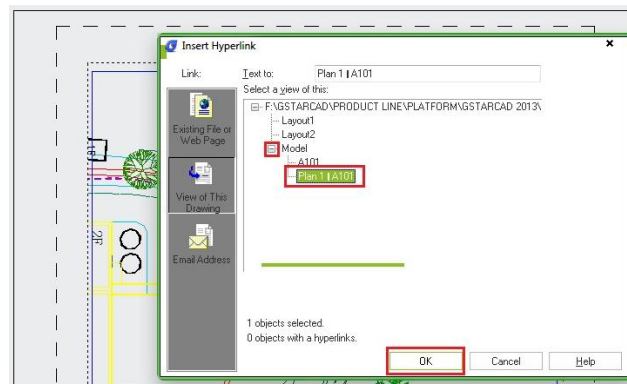 Insert Hyperlink
Link:
Text to:
Plan 1 | A101
Select a view of this:
F:\GSTARCAD\PRODUCT LINE\PLATFORM\GSTARCAD 2013\
Layout1
Layout2
Model
A101
Plan 1 | A101
Existing File or
Web Page
View of This
Drawing
Email Address
1 objects selected.
0 objects with a hyperlinks.
OK
Cancel
Help
2F